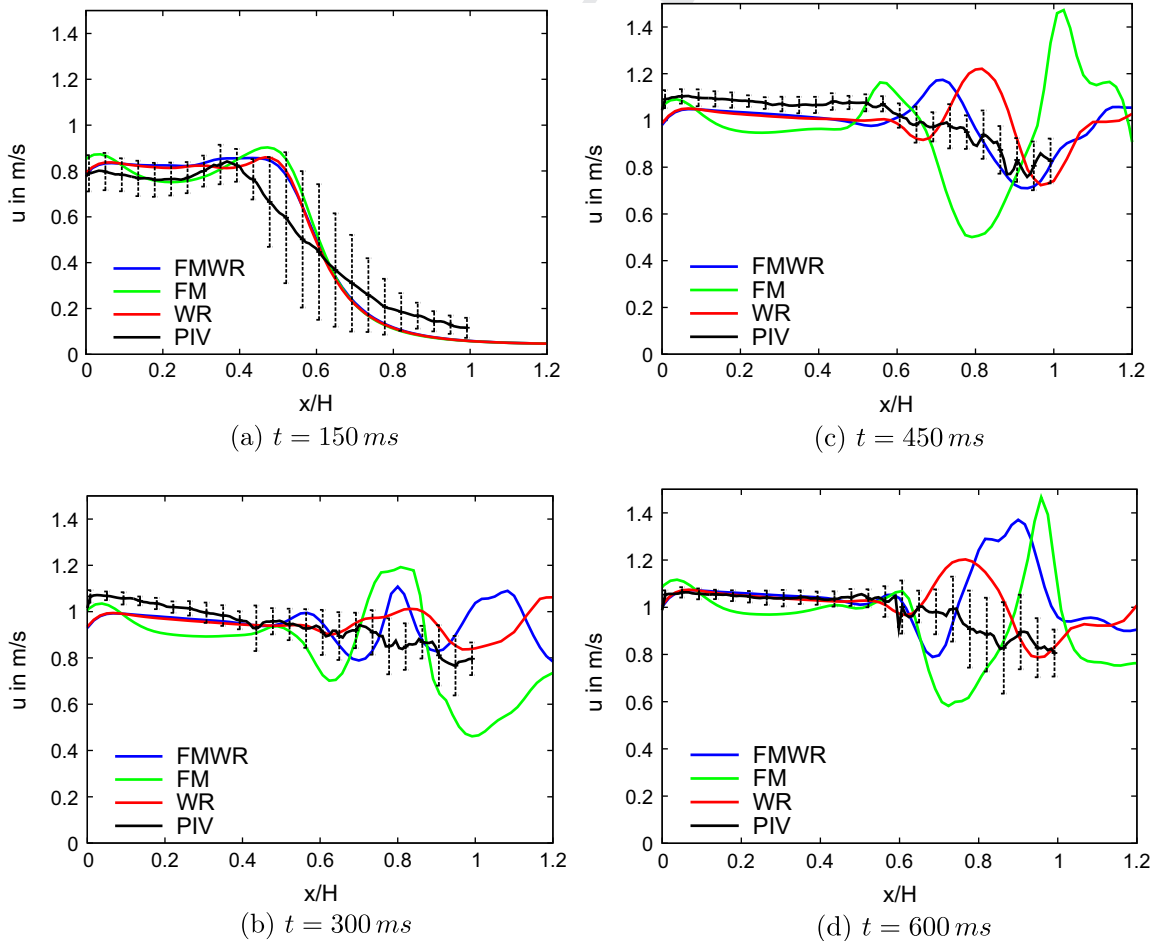 1.4
1.2
1
0.8
0.6
0.4
0.2
0
u in m/s
FMWR
FM
WR
PIV
0 0.2 0.4 0.6 0.8 1 1.2
x/H
(a) t = 150 ms
1.4
1.2
1
0.8
0.6
0.4
0.2
0
u in m/s
FMWR
FM
WR
PIV
0 0.2 0.4 0.6 0.8 1 1.2
x/H
(c) t = 450 ms
1.4
1.2
1
0.8
0.6
0.4
0.2
0
u in m/s
FMWR
FM
WR
PIV
0 0.2 0.4 0.6 0.8 1 1.2
x/H
(b) t = 300 ms
1.4
1.2
1
0.8
0.6
0.4
0.2
0
u in m/s
FMWR
FM
WR
PIV
0 0.2 0.4 0.6 0.8 1 1.2
x/H
(d) t = 600 ms